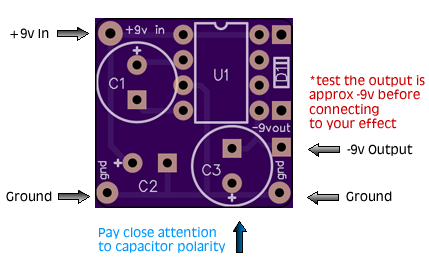 +9v In
+9v in
+
C1
U1
D1
*test the output is
approx -9v before
connecting
to your effect
-9vout
-9v Output
+
C2
C3
+
gnd
gnd
Ground
Ground
Pay close attention
to capacitor polarity